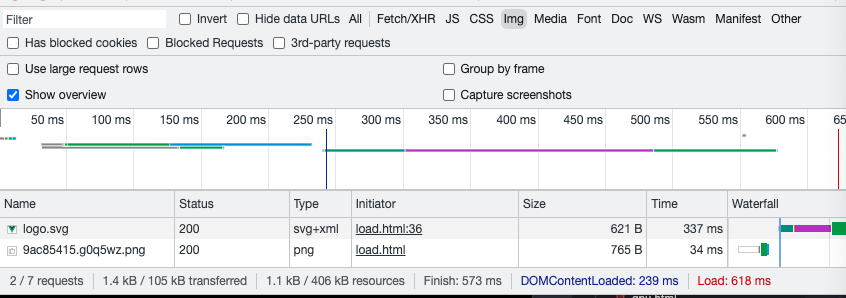 Filter Invert Hide data URLs All Fetch/XHR JS CSS Img Media Font Doc WS Wasm Manifest Other
Has blocked cookies Blocked Requests 3rd-party requests
Use large request rows Group by frame
Show overview Capture screenshots
50 ms 100 ms 150 ms 200 ms 250 ms 300 ms 350 ms 400 ms 450 ms 500 ms 550 ms 600 ms 65
Name Status Type Initiator Size Time Waterfall
logo.svg 200 svg+xml load.html:36 621 B 337 ms
9ac85415.g0q5wz.png 200 png load.html 765 B 34 ms
2 / 7 requests 1.4 kB / 105 kB transferred 1.1 kB / 406 kB resources Finish: 573 ms DOMContentLoaded: 239 ms Load: 618 ms